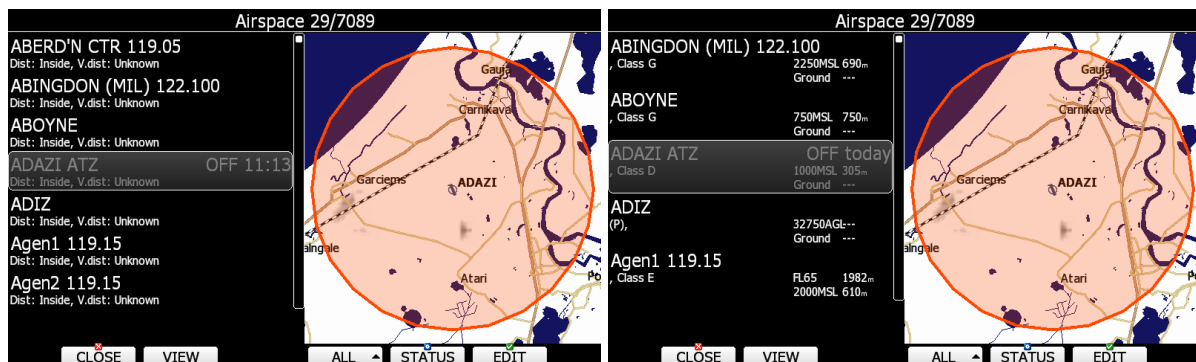 Airspace 29/7089
ABERD'N CTR 119.05
Dist: Inside, V.dist: Unknown
ABINGDON (MIL) 122.100
Dist: Inside, V.dist: Unknown
ABOYNE
Dist: Inside, V.dist: Unknown
ADAZI ATZ OFF 11:13
Dist: Inside, V.dist: Unknown
ADIZ
Dist: Inside, V.dist: Unknown
Agen1 119.15
Dist: Inside, V.dist: Unknown
Agen2 119.15
Dist: Inside, V.dist: Unknown
Gauja
Carnikava
Garciems
ADAZI
Atari
CLOSE VIEW ALL STATUS EDIT
Airspace 29/7089
ABINGDON (MIL) 122.100
, Class G 2250MSL 690m
Ground ---
ABOYNE
, Class G 750MSL 750m
Ground ---
ADAZI ATZ OFF today
, Class D 1000MSL 305m
Ground ---
ADIZ
(P), 32750AGL---
Ground ---
Agen1 119.15
, Class E FL65 1982m
2000MSL 610m
Gauja
Carnikava
Garciems
ADAZI
Atari
CLOSE VIEW ALL STATUS EDIT